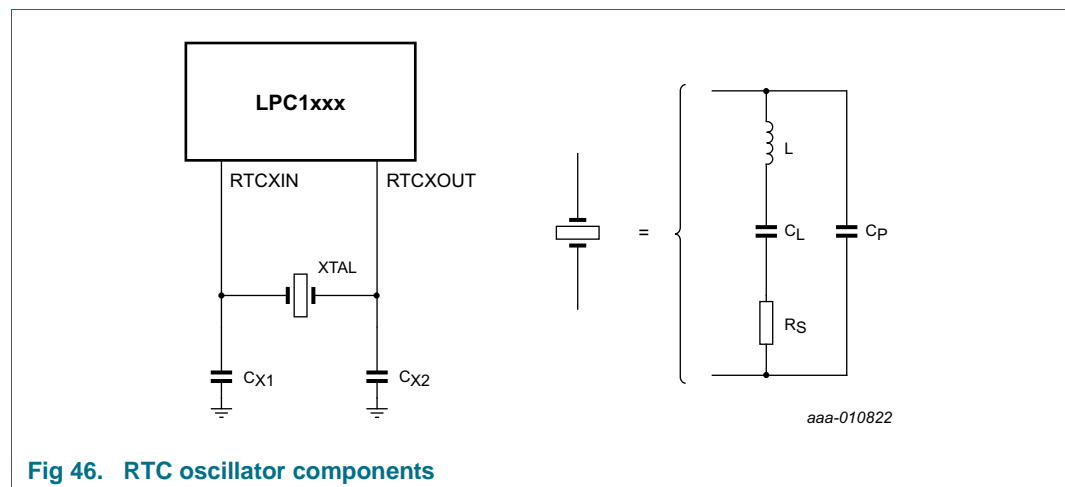 LPC1xxx
RTCXIN
RTCXOUT
XTAL
CX1
CX2
=
L
CL
CP
RS
aaa-010822
Fig 46. RTC oscillator components